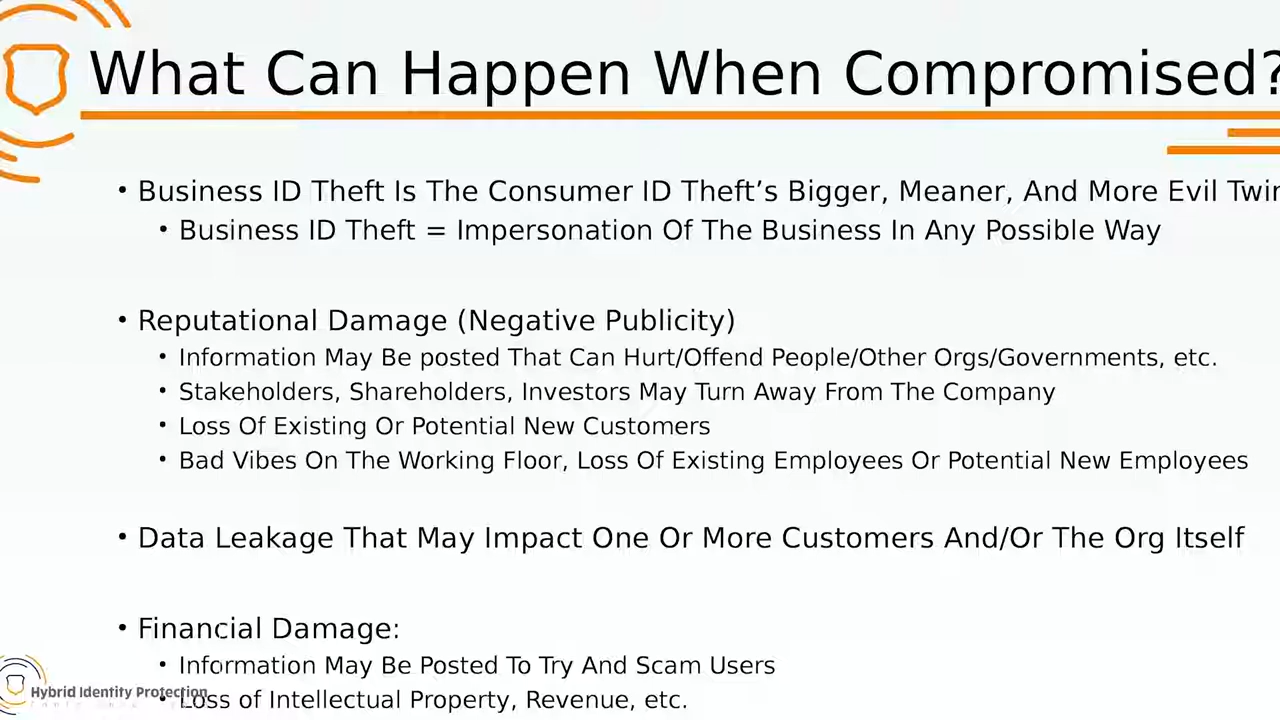 What Can Happen When Compromised?
• Business ID Theft Is The Consumer ID Theft’s Bigger, Meaner, And More Evil Twin
• Business ID Theft = Impersonation Of The Business In Any Possible Way
• Reputational Damage (Negative Publicity)
• Information May Be posted That Can Hurt/Offend People/Other Orgs/Governments, etc.
• Stakeholders, Shareholders, Investors May Turn Away From The Company
• Loss Of Existing Or Potential New Customers
• Bad Vibes On The Working Floor, Loss Of Existing Employees Or Potential New Employees
• Data Leakage That May Impact One Or More Customers And/Or The Org Itself
• Financial Damage:
• Information May Be Posted To Try And Scam Users
• Loss of Intellectual Property, Revenue, etc.
Hybrid Identity Protection